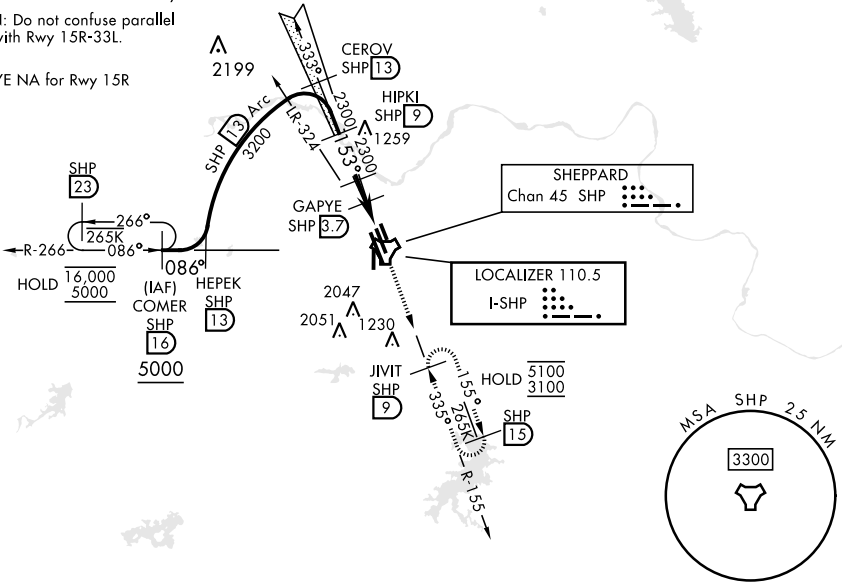 : Do not confuse parallel
with Rwy 15R-33L.
YE NA for Rwy 15R
2199
CEROV
SHP 13
333°
2300
HIPKI
SHP 9
1259
SHP 13 Arc
3200
LR-324
153°
2300
GAPYE
SHP 3.7
SHEPPARD
Chan 45 SHP
SHP
23
266°
265K
R-266
086°
086°
HOLD 16,000
5000
(IAF)
COMER
SHP
16
5000
HEPEK
SHP
13
LOCALIZER 110.5
I-SHP
2047
2051
1230
JIVIT
SHP
9
155°
265K
335°
HOLD 5100
3100
SHP
15
R-155
MSA SHP 25 NM
3300